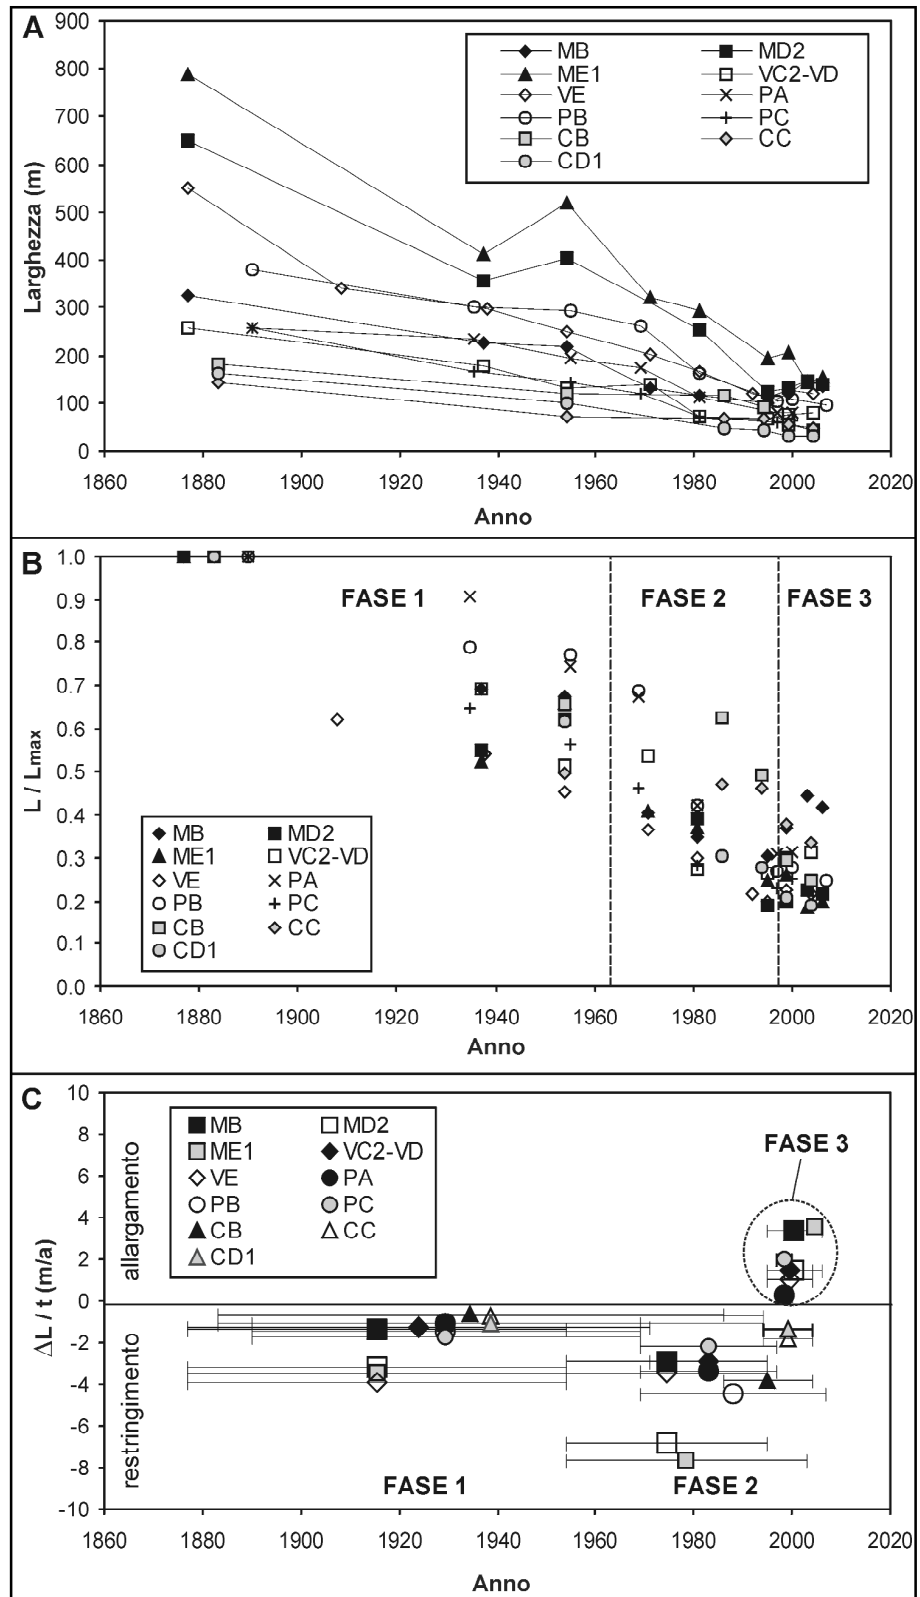 A
900
800
700
600
500
400
300
200
100
0
Larghezza (m)
MB MD2
ME1 VC2-VD
VE PA
PB PC
CB CC
CD1
1860 1880 1900 1920 1940 1960 1980 2000 2020
Anno
B
1.0
0.9
0.8
0.7
0.6
0.5
0.4
0.3
0.2
0.1
0.0
L / Lmax
FASE 1 FASE 2 FASE 3
MB MD2
ME1 VC2-VD
VE PA
PB PC
CB CC
CD1
1860 1880 1900 1920 1940 1960 1980 2000 2020
Anno
C
10
8
6
4
2
0
-2
-4
-6
-8
-10
ΔL / t (m/a)
allargamento
restringimento
MB MD2
ME1 VC2-VD
VE PA
PB PC
CB CC
CD1
FASE 3
FASE 1 FASE 2
1860 1880 1900 1920 1940 1960 1980 2000 2020
Anno